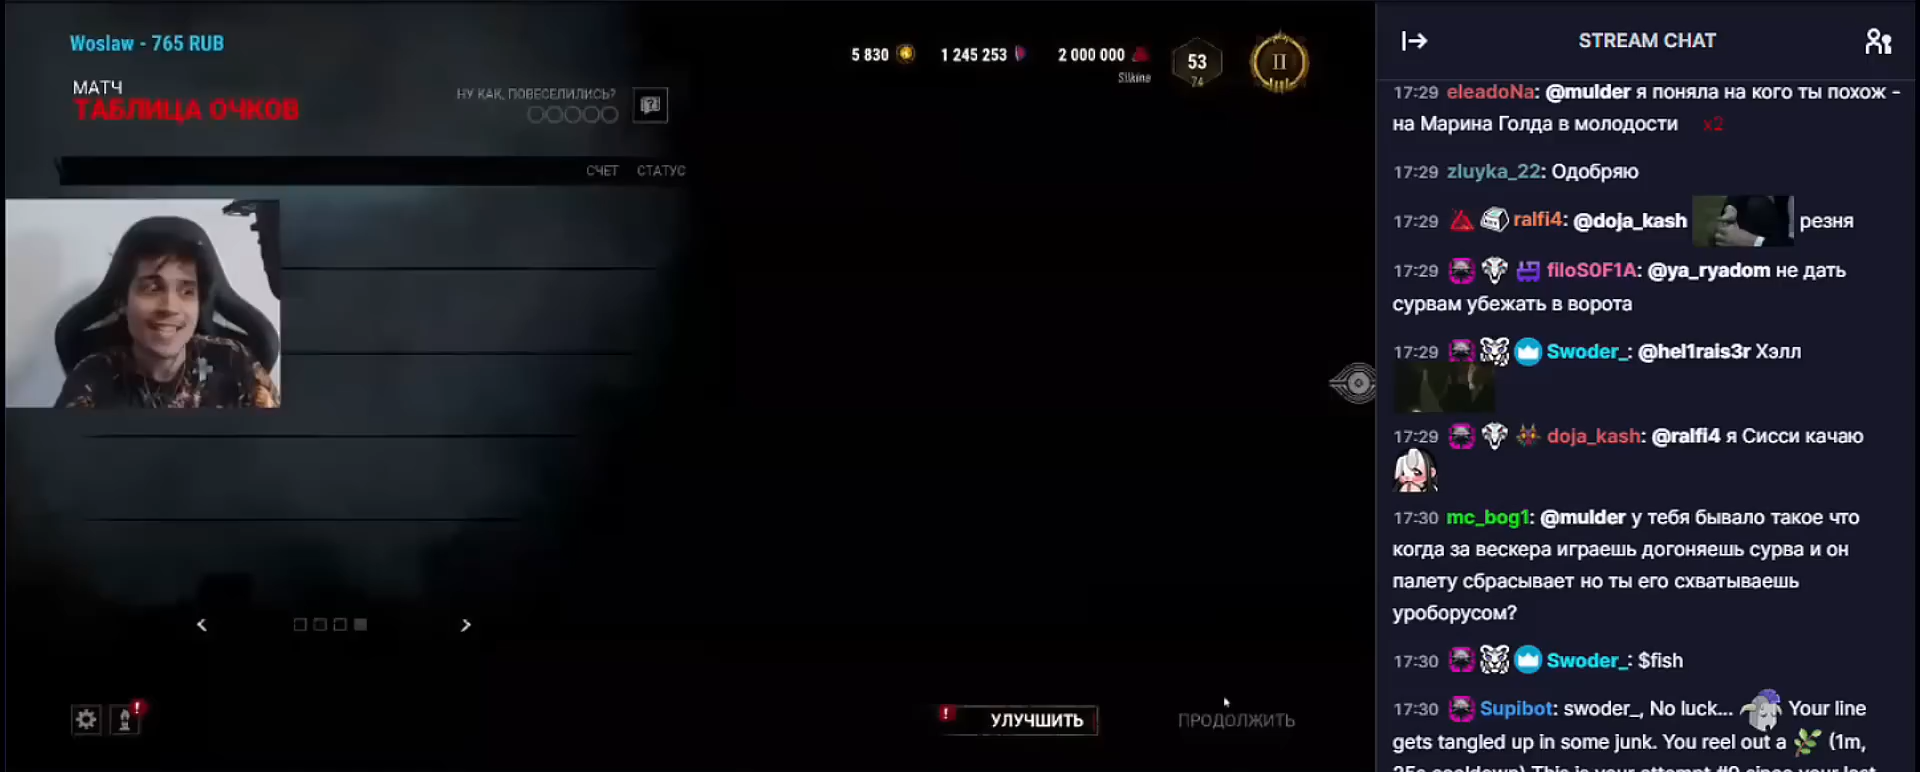 Woslaw - 765 RUB
МАТЧ
ТАБЛИЦА ОЧКОВ
НУ КАК, ПОВЕСЕЛИЛИСЬ?
5 830
1 245 253
2 000 000
Silkine
53
74
II
СЧЕТ СТАТУС
УЛУЧШИТЬ
ПРОДОЛЖИТЬ
STREAM CHAT
17:29 eleadoNa: @mulder я поняла на кого ты похож -
на Марина Голда в молодости x2
17:29 zluyka_22: Одобряю
17:29 ralfi4: @doja_kash резня
17:29 filoS0F1A: @ya_ryadom не дать
сурвам убежать в ворота
17:29 Swoder_: @hel1rais3r Хэлл
17:29 doja_kash: @ralfi4 я Сисси качаю
17:30 mc_bog1: @mulder у тебя бывало такое что
когда за вескера играешь догоняешь сурва и он
палету сбрасывает но ты его схватываешь
уроборусом?
17:30 Swoder_: $fish
17:30 Supibot: swoder_, No luck... Your line
gets tangled up in some junk. You reel out a (1m,